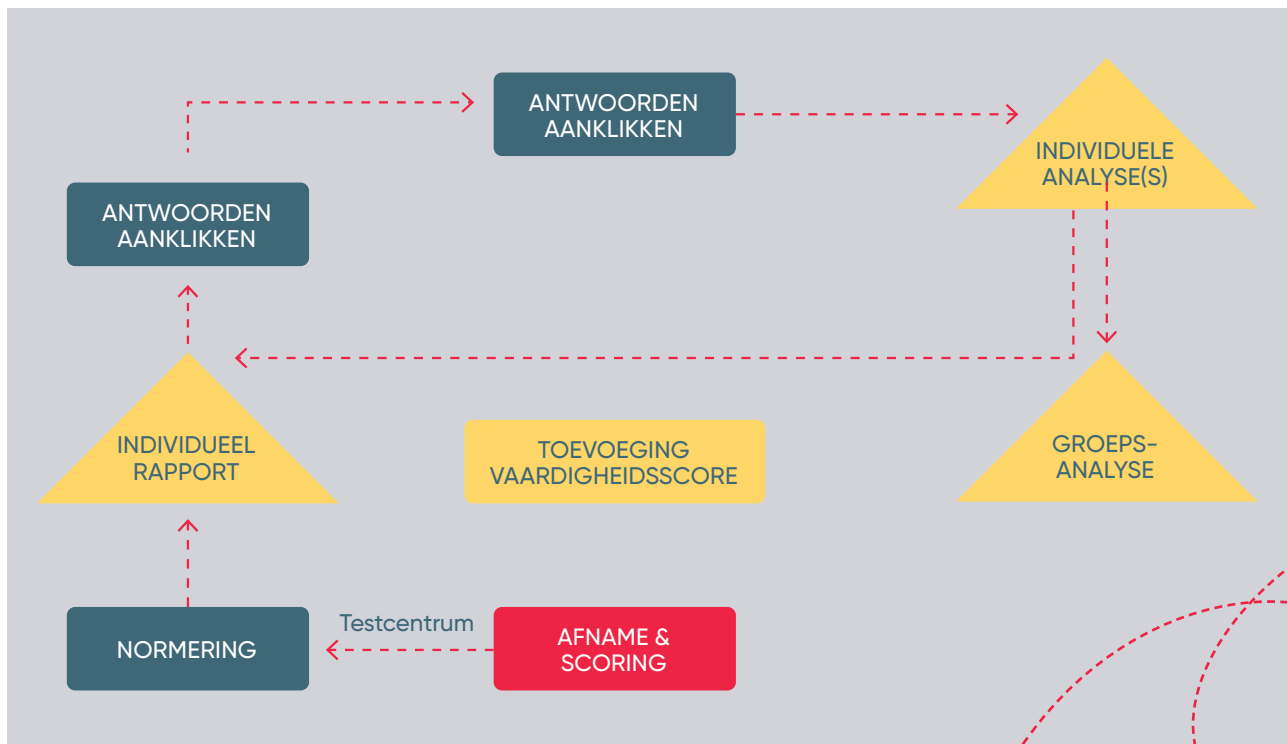 ANTWOORDEN
AANKLIKKEN
INDIVIDUELE
ANALYSE(S)
ANTWOORDEN
AANKLIKKEN
INDIVIDUEEL
RAPPORT
TOEVOEGING
VAARDIGHEIDSSCORE
GROEPS-
ANALYSE
NORMERING
Testcentrum
AFNAME &
SCORING